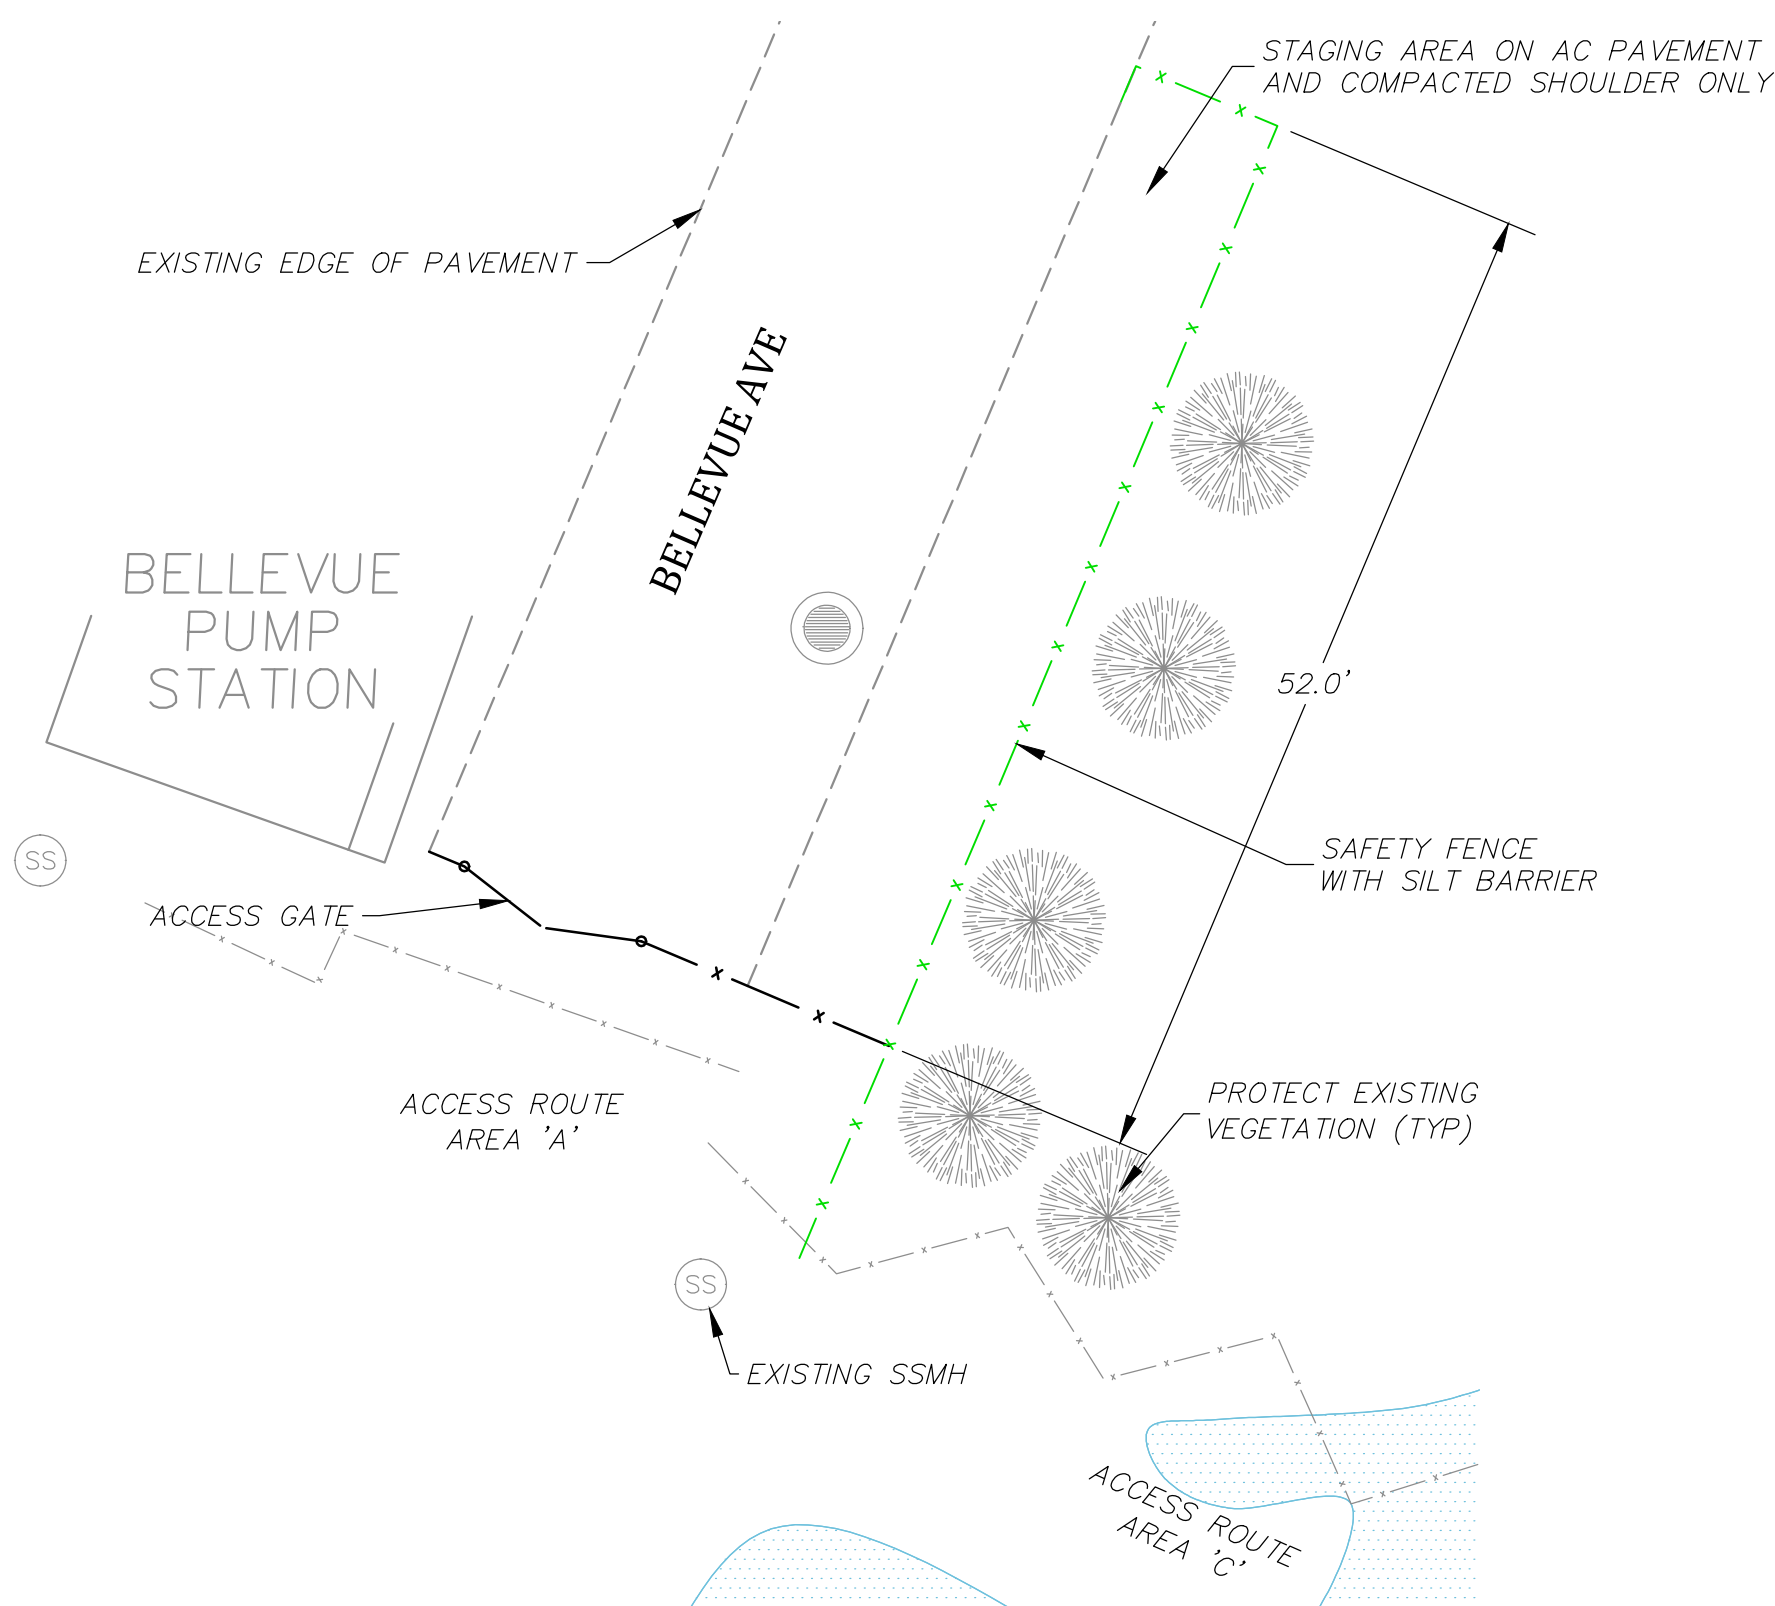 STAGING AREA ON AC PAVEMENT
AND COMPACTED SHOULDER ONLY
EXISTING EDGE OF PAVEMENT
BELLEVUE AVE
BELLEVUE
PUMP
STATION
52.0'
SAFETY FENCE
WITH SILT BARRIER
SS
ACCESS GATE
ACCESS ROUTE
AREA 'A'
PROTECT EXISTING
VEGETATION (TYP)
SS
EXISTING SSMH
ACCESS ROUTE
AREA 'C'